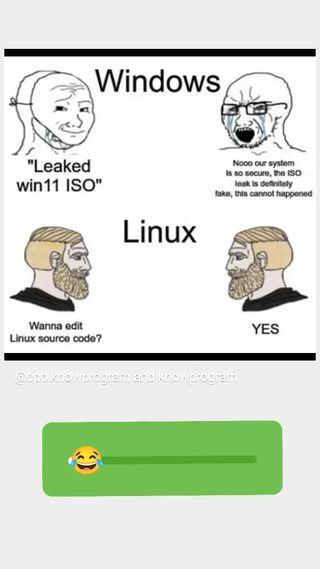 Windows
"Leaked
win11 ISO"
Nooo our system
is so secure, the ISO
leak is definitely
fake, this cannot happened
Linux
Wanna edit
Linux source code?
YES
@cpp.knowprogram and knowprogram